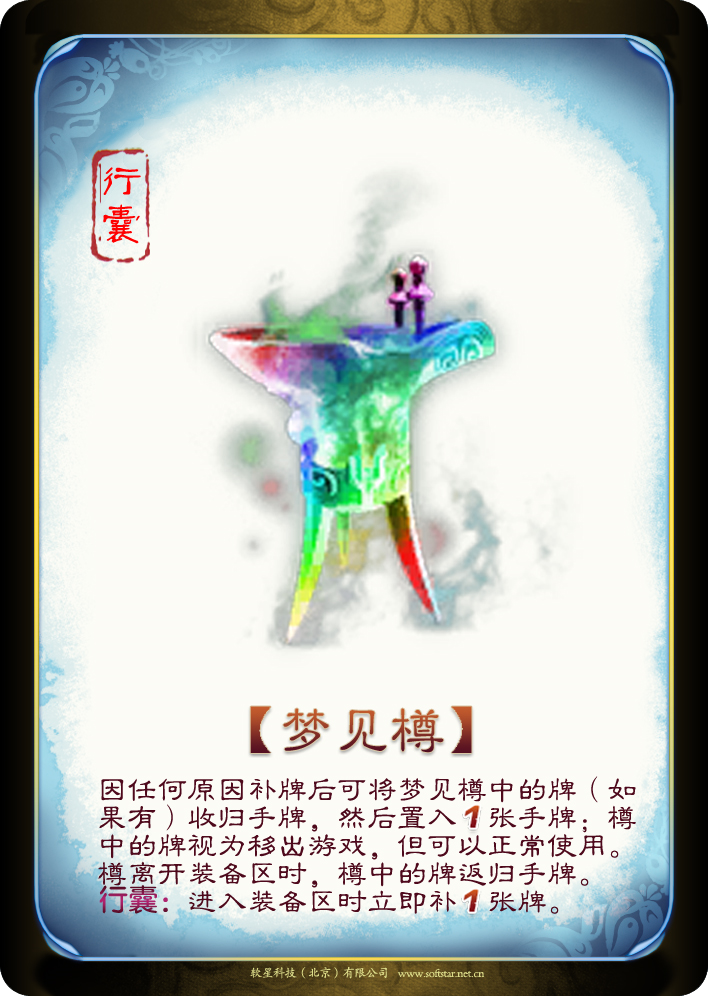 行囊
【梦见樽】
因任何原因补牌后可将梦见樽中的牌（如
果有）收归手牌，然后置入1张手牌；樽
中的牌视为移出游戏，但可以正常使用。
樽离开装备区时，樽中的牌返归手牌。
行囊：进入装备区时立即补1张牌。
软星科技（北京）有限公司 www.softstar.net.cn